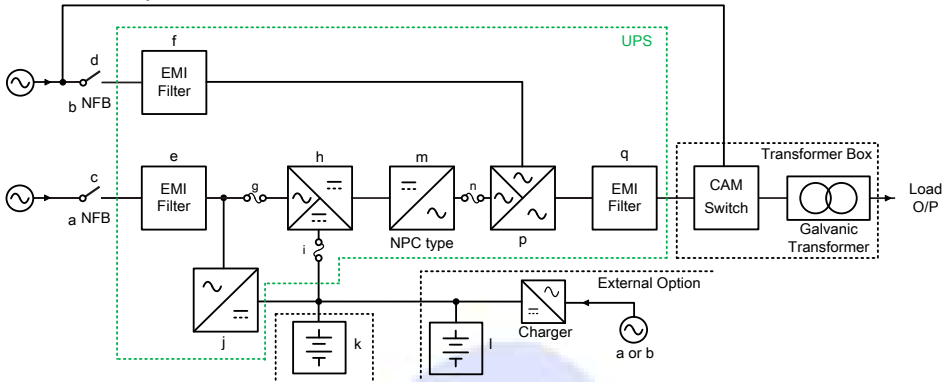 UPS
d
f
EMI
Filter
b
NFB
c
e
EMI
Filter
a
NFB
g
h
i
m
NPC type
n
p
q
EMI
Filter
Transformer Box
CAM
Switch
Galvanic
Transformer
Load
O/P
j
k
l
External Option
Charger
a or b